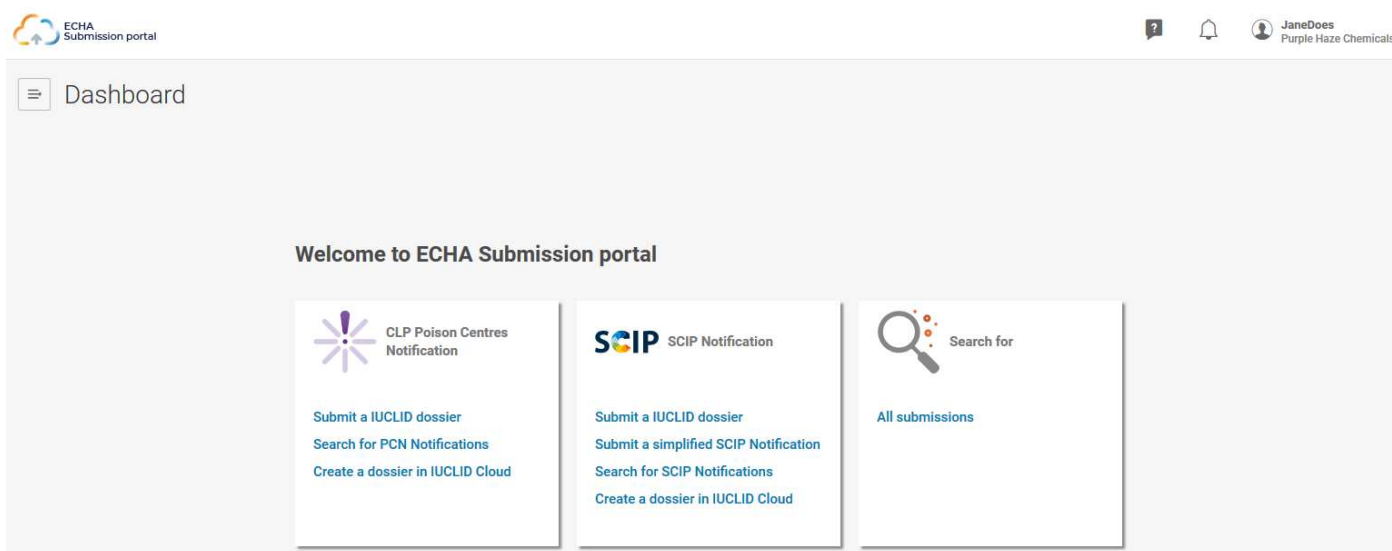 ECHA
Submission portal
?
JaneDoes
Purple Haze Chemicals
Dashboard
Welcome to ECHA Submission portal
CLP Poison Centres
Notification
Submit a IUCLID dossier
Search for PCN Notifications
Create a dossier in IUCLID Cloud
SCIP SCIP Notification
Submit a IUCLID dossier
Submit a simplified SCIP Notification
Search for SCIP Notifications
Create a dossier in IUCLID Cloud
Search for
All submissions